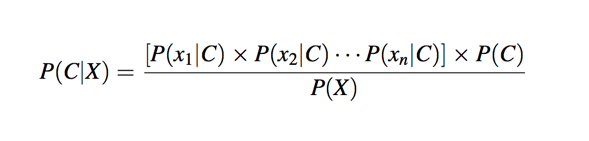 P(C|X) = [P(x₁|C) × P(x₂|C) ··· P(xₙ|C)] × P(C) / P(X)